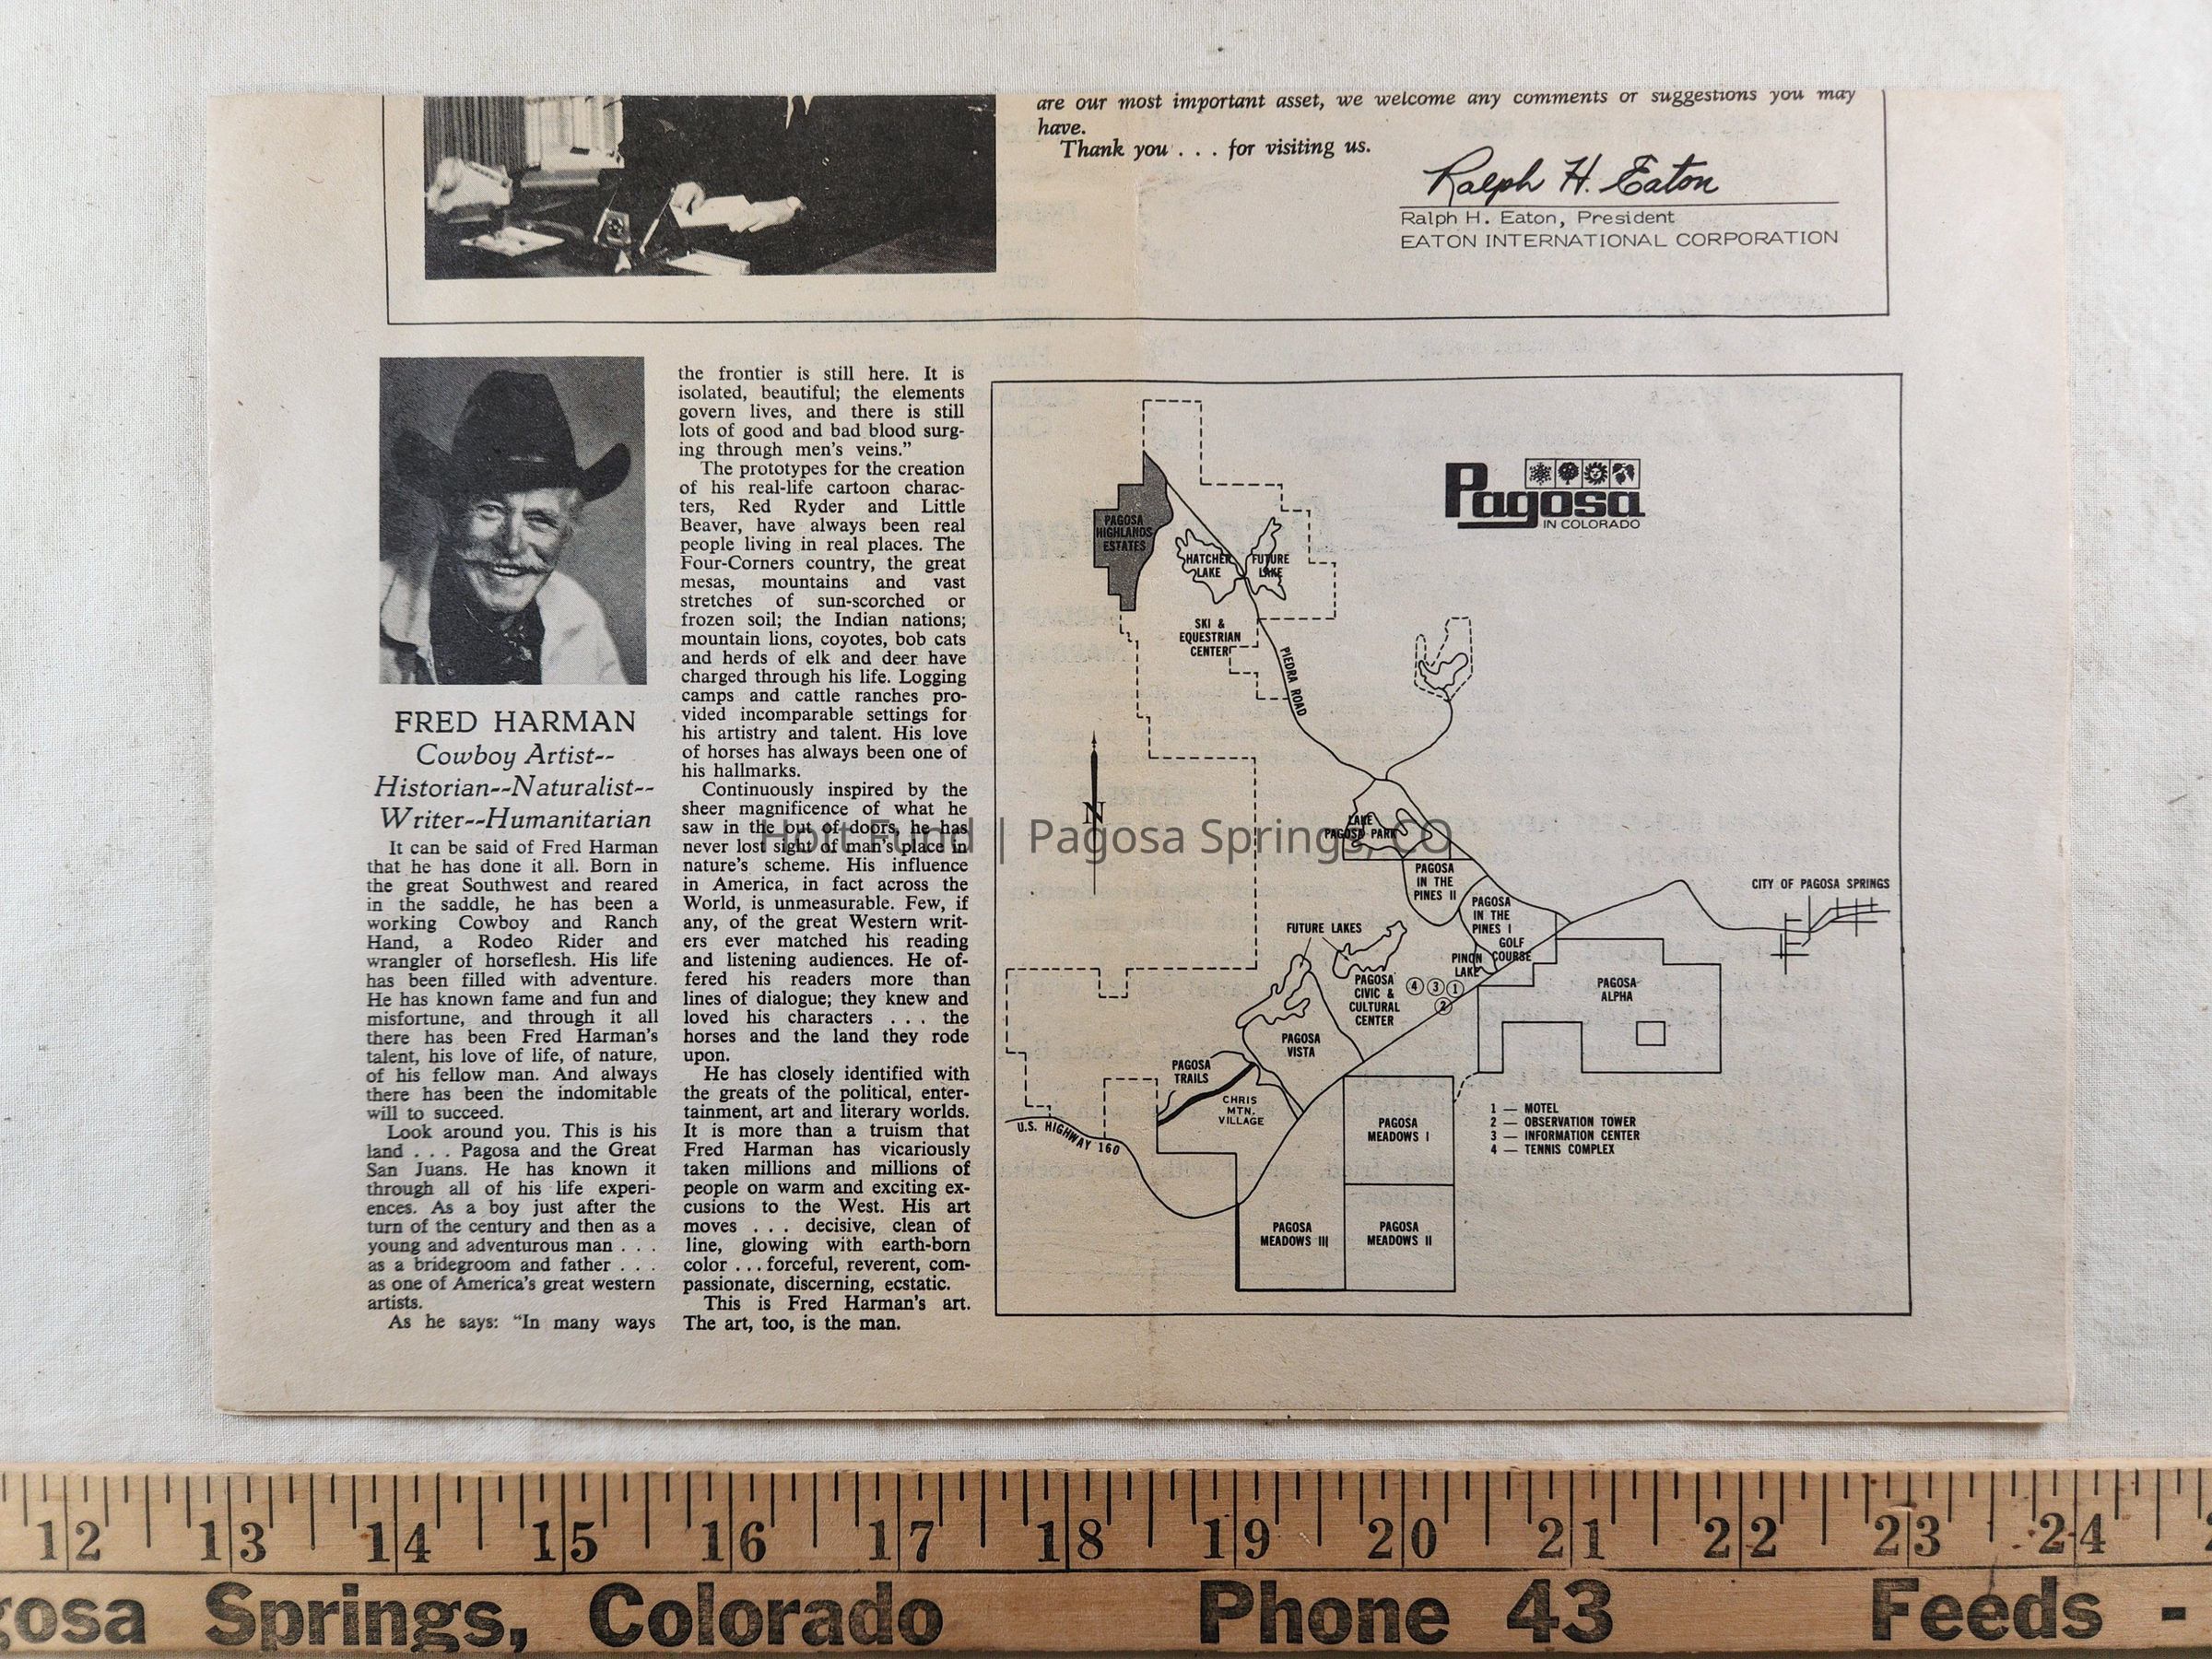 are our most important asset, we welcome any comments or suggestions you may
have.
Thank you . . . for visiting us.
Ralph H. Eaton
Ralph H. Eaton, President
EATON INTERNATIONAL CORPORATION
FRED HARMAN
Cowboy Artist--
Historian--Naturalist--
Writer--Humanitarian
It can be said of Fred Harman
that he has done it all. Born in
the great Southwest and reared
in the saddle, he has been a
working Cowboy and Ranch
Hand, a Rodeo Rider and
wrangler of horseflesh. His life
has been filled with adventure.
He has known fame and fun and
misfortune, and through it all
there has been Fred Harman's
talent, his love of life, of nature,
of his fellow man. And always
there has been the indomitable
will to succeed.
Look around you. This is his
land . . . Pagosa and the Great
San Juans. He has known it
through all of his life experi-
ences. As a boy just after the
turn of the century and then as a
young and adventurous man . . .
as a bridegroom and father . . .
as one of America's great western
artists.
As he says: "In many ways
the frontier is still here. It is
isolated, beautiful; the elements
govern lives, and there is still
lots of good and bad blood surg-
ing through men's veins."
The prototypes for the creation
of his real-life cartoon charac-
ters, Red Ryder and Little
Beaver, have always been real
people living in real places. The
Four-Corners country, the great
mesas, mountains and vast
stretches of sun-scorched or
frozen soil; the Indian nations;
mountain lions, coyotes, bob cats
and herds of elk and deer have
charged through his life. Logging
camps and cattle ranches pro-
vided incomparable settings for
his artistry and talent. His love
of horses has always been one of
his hallmarks.
Continuously inspired by the
sheer magnificence of what he
saw in the out of doors, he has
never lost sight of man's place in
nature's scheme. His influence
in America, in fact across the
World, is unmeasurable. Few, if
any, of the great Western writ-
ers ever matched his reading
and listening audiences. He of-
fered his readers more than
lines of dialogue; they knew and
loved his characters . . . the
horses and the land they rode
upon.
He has closely identified with
the greats of the political, enter-
tainment, art and literary worlds.
It is more than a truism that
Fred Harman has vicariously
taken millions and millions of
people on warm and exciting ex-
cusions to the West. His art
moves . . . decisive, clean of
line, glowing with earth-born
color . . . forceful, reverent, com-
passionate, discerning, ecstatic.
This is Fred Harman's art.
The art, too, is the man.
Pagosa
IN COLORADO
PAGOSA
HIGHLANDS
ESTATES
HATCHER
LAKE
FUTURE
LAKE
SKI &
EQUESTRIAN
CENTER
PIEDRA ROAD
N
LAKE
PAGOSA PARK
PAGOSA
IN THE
PINES II
PAGOSA
IN THE
PINES I
GOLF
COURSE
CITY OF PAGOSA SPRINGS
FUTURE LAKES
PINON
LAKE
PAGOSA
CIVIC &
CULTURAL
CENTER
4 3 1
2
PAGOSA
ALPHA
PAGOSA
VISTA
PAGOSA
TRAILS
CHRIS
MTN.
VILLAGE
U.S. HIGHWAY 160
PAGOSA
MEADOWS I
1 — MOTEL
2 — OBSERVATION TOWER
3 — INFORMATION CENTER
4 — TENNIS COMPLEX
PAGOSA
MEADOWS III
PAGOSA
MEADOWS II
Hott Fund | Pagosa Springs, CO
12 13 14 15 16 17 18 19 20 21 22 23 24
gosa Springs, Colorado Phone 43 Feeds -